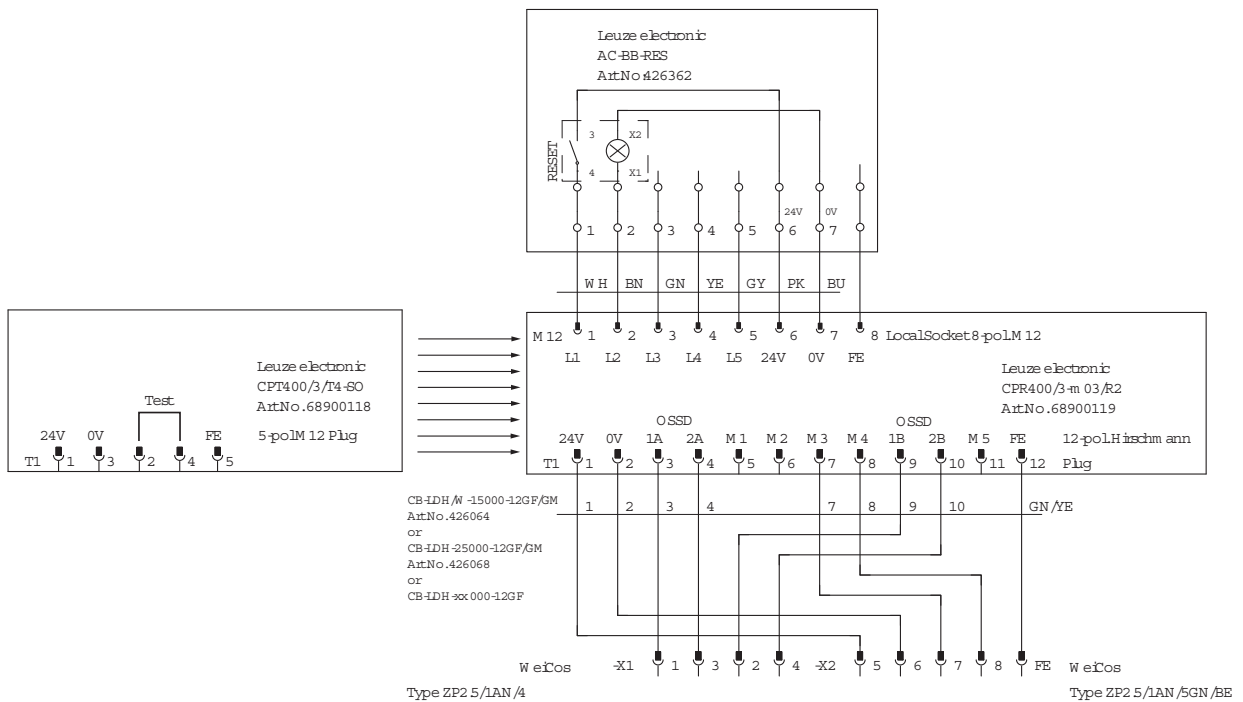 Leuze electronic
AC-BB-RES
Art.No.:426362
RESET
3 X2
4 X1
24V 0V
1 2 3 4 5 6 7
WH BN GN YE GY PK BU
M12 1 2 3 4 5 6 7 8 Local Socket 8-pol. M12
L1 L2 L3 L4 L5 24V 0V FE
Leuze electronic
CPR400/3-m03/R2
Art.No.68900119
OSSD OSSD
24V 0V 1A 2A M1 M2 M3 M4 1B 2B M5 FE 12-pol. Hirschmann
T1 1 2 3 4 5 6 7 8 9 10 11 12 Plug
Leuze electronic
CPT400/3/T4-SO
Art.No.68900118
Test
24V 0V FE 5-pol. M12 Plug
T1 1 3 2 4 5
CB-LDH/W-15000-12GF/GM
Art.No.426064
or
CB-LDH-25000-12GF/GM
Art.No.426068
or
CB-LDH-xx000-12GF
1 2 3 4 7 8 9 10 GN/YE
WeiCos -X1 1 3 2 4 -X2 5 6 7 8 FE WeiCos
Type ZP2.5/1AN/4 Type ZP2.5/1AN/5GN/BE